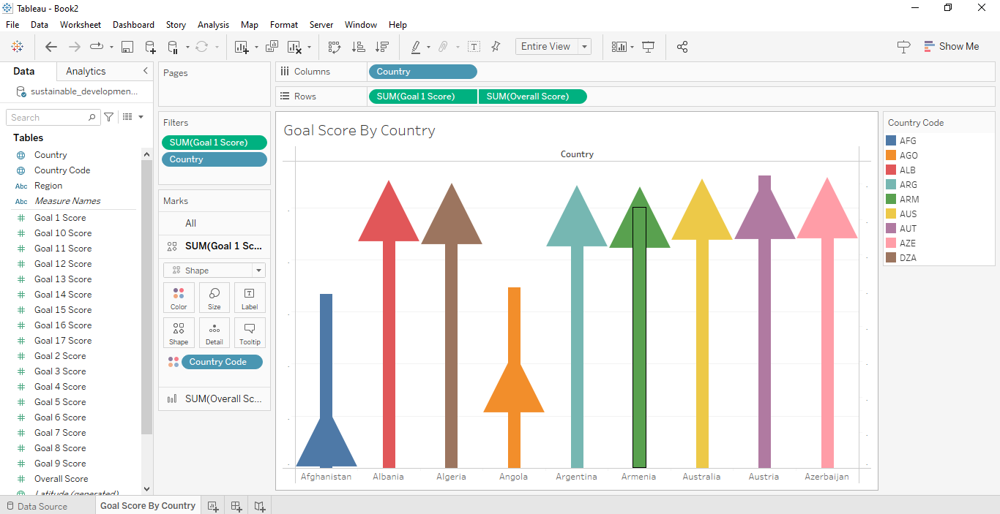 Tableau - Book2
File Data Worksheet Dashboard Story Analysis Map Format Server Window Help
Entire View
Show Me
Data
Analytics
sustainable_developmen...
Search
Tables
Country
Country Code
Abc Region
Abc Measure Names
Goal 1 Score
Goal 10 Score
Goal 11 Score
Goal 12 Score
Goal 13 Score
Goal 14 Score
Goal 15 Score
Goal 16 Score
Goal 17 Score
Goal 2 Score
Goal 3 Score
Goal 4 Score
Goal 5 Score
Goal 6 Score
Goal 7 Score
Goal 8 Score
Goal 9 Score
Overall Score
Latitude (generated)
Pages
Filters
SUM(Goal 1 Score)
Country
Marks
All
SUM(Goal 1 Sc...
Shape
Color Size Label
Shape Detail Tooltip
Country Code
SUM(Overall Sc...
Columns
Country
Rows
SUM(Goal 1 Score) SUM(Overall Score)
Goal Score By Country
Country
Afghanistan Albania Algeria Angola Argentina Armenia Australia Austria Azerbaijan
Country Code
AFG
AGO
ALB
ARG
ARM
AUS
AUT
AZE
DZA
Data Source
Goal Score By Country